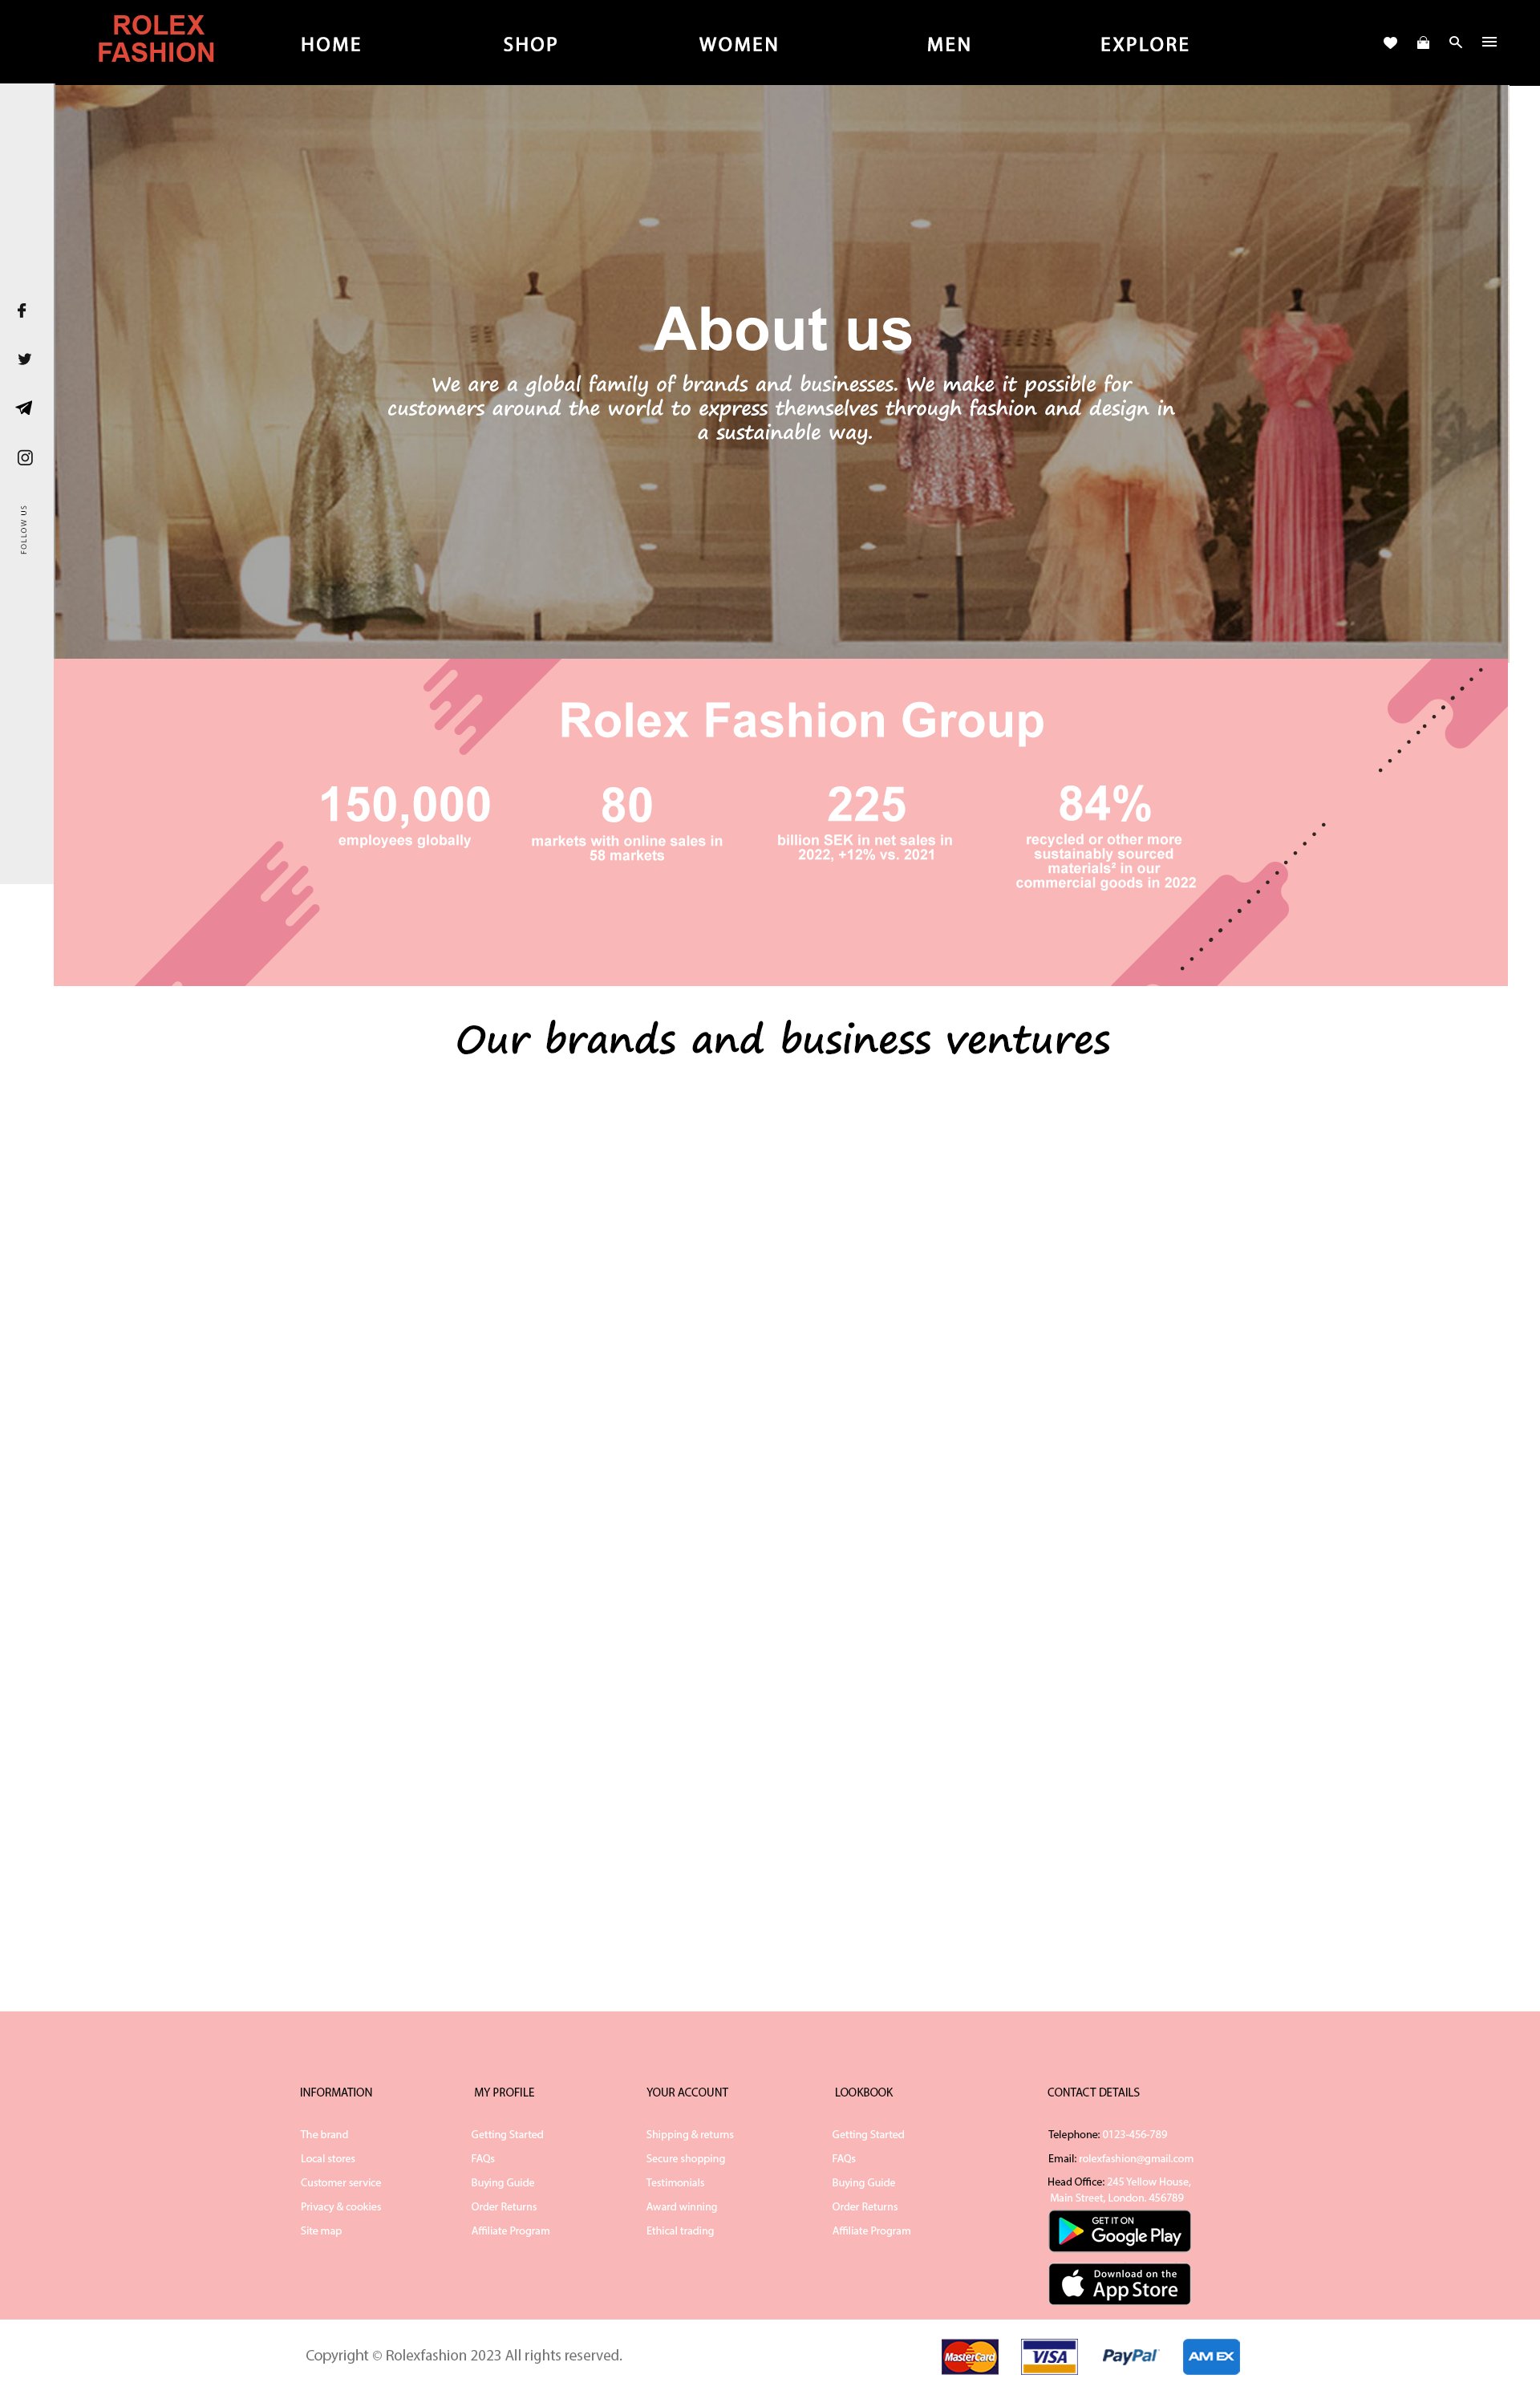 ROLEX
FASHION
HOME
SHOP
WOMEN
MEN
EXPLORE
FOLLOW US
About us
We are a global family of brands and businesses. We make it possible for
customers around the world to express themselves through fashion and design in
a sustainable way.
Rolex Fashion Group
150,000
employees globally
80
markets with online sales in
58 markets
225
billion SEK in net sales in
2022, +12% vs. 2021
84%
recycled or other more
sustainably sourced
materials² in our
commercial goods in 2022
Our brands and business ventures
INFORMATION
The brand
Local stores
Customer service
Privacy & cookies
Site map
MY PROFILE
Getting Started
FAQs
Buying Guide
Order Returns
Affiliate Program
YOUR ACCOUNT
Shipping & returns
Secure shopping
Testimonials
Award winning
Ethical trading
LOOKBOOK
Getting Started
FAQs
Buying Guide
Order Returns
Affiliate Program
CONTACT DETAILS
Telephone: 0123-456-789
Email: rolexfashion@gmail.com
Head Office: 245 Yellow House,
Main Street, London. 456789
GET IT ON
Google Play
Download on the
App Store
Copyright © Rolexfashion 2023 All rights reserved.
MasterCard
VISA
PayPal
AM EX